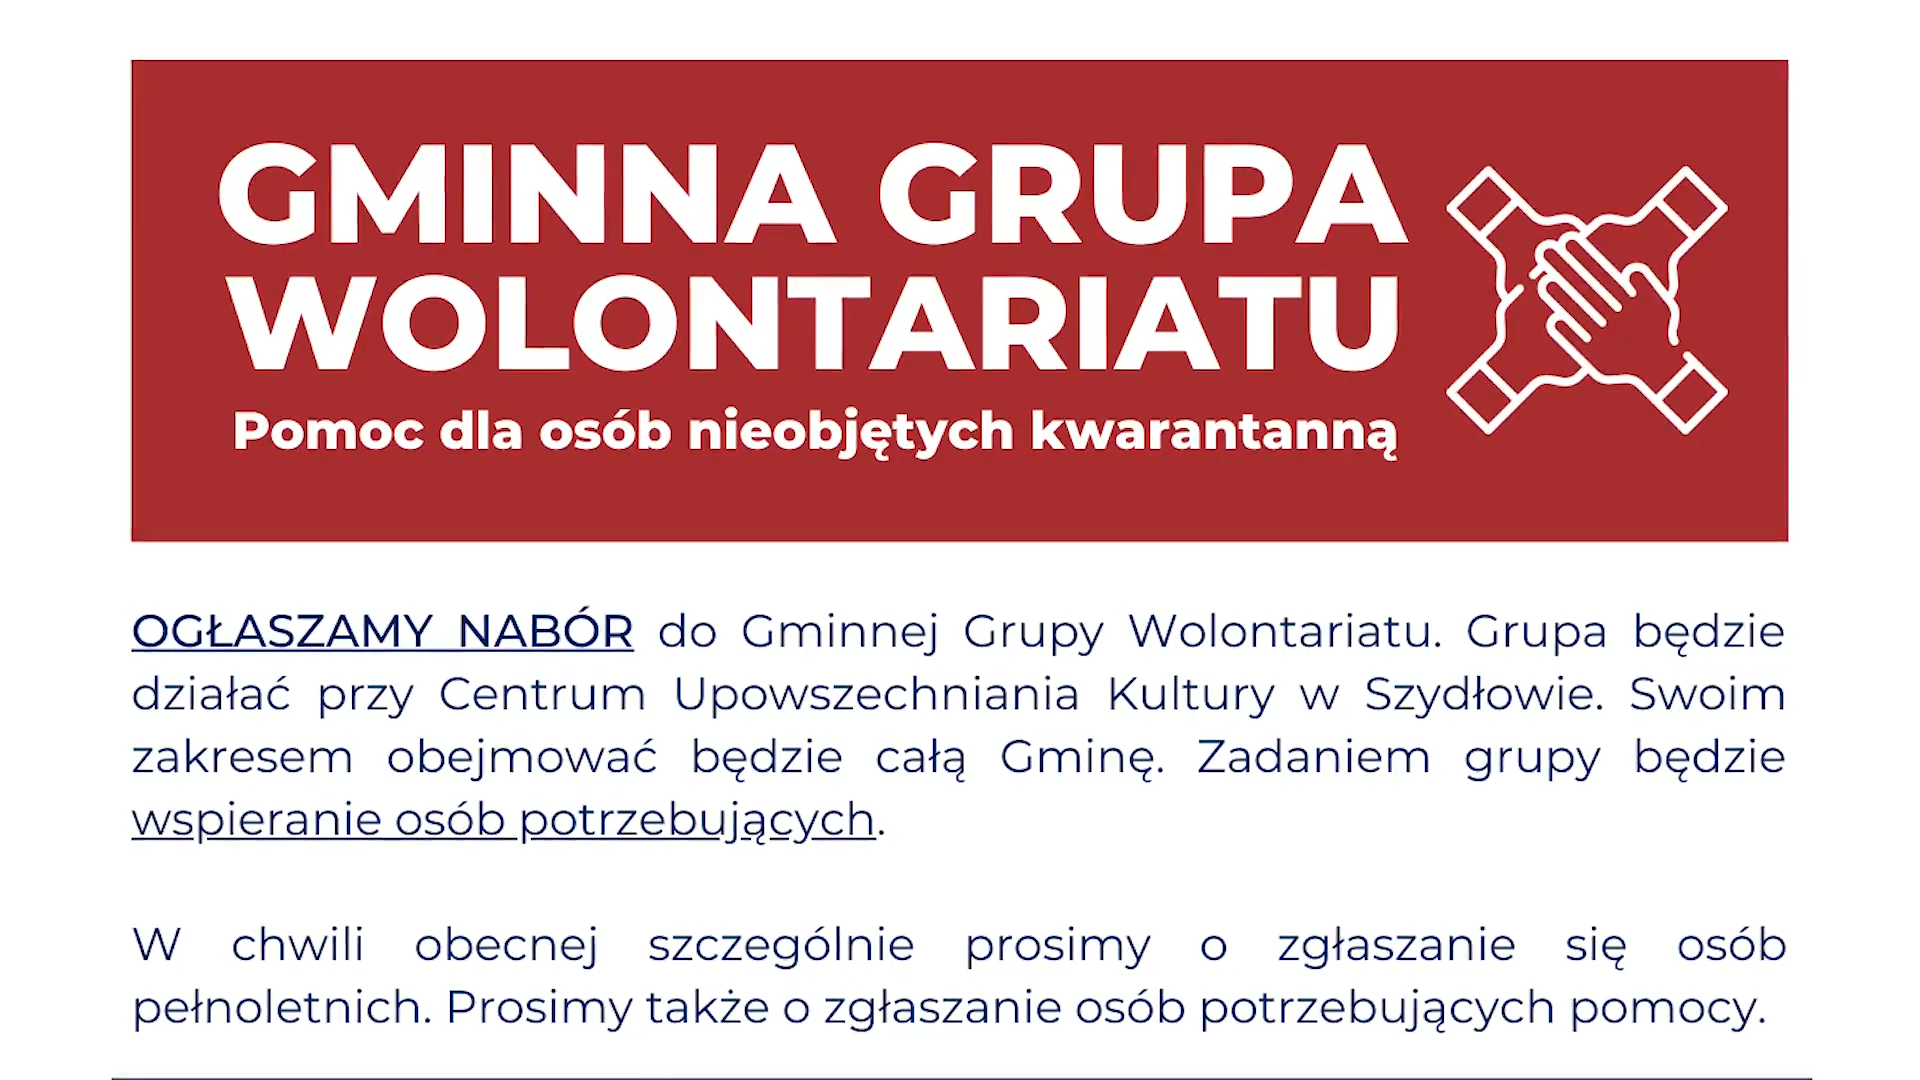 GMINNA GRUPA
WOLONTARIATU
Pomoc dla osób nieobjętych kwarantanną
OGŁASZAMY NABÓR do Gminnej Grupy Wolontariatu. Grupa będzie
działać przy Centrum Upowszechniania Kultury w Szydłowie. Swoim
zakresem obejmować będzie całą Gminę. Zadaniem grupy będzie
wspieranie osób potrzebujących.
W chwili obecnej szczególnie prosimy o zgłaszanie się osób
pełnoletnich. Prosimy także o zgłaszanie osób potrzebujących pomocy.